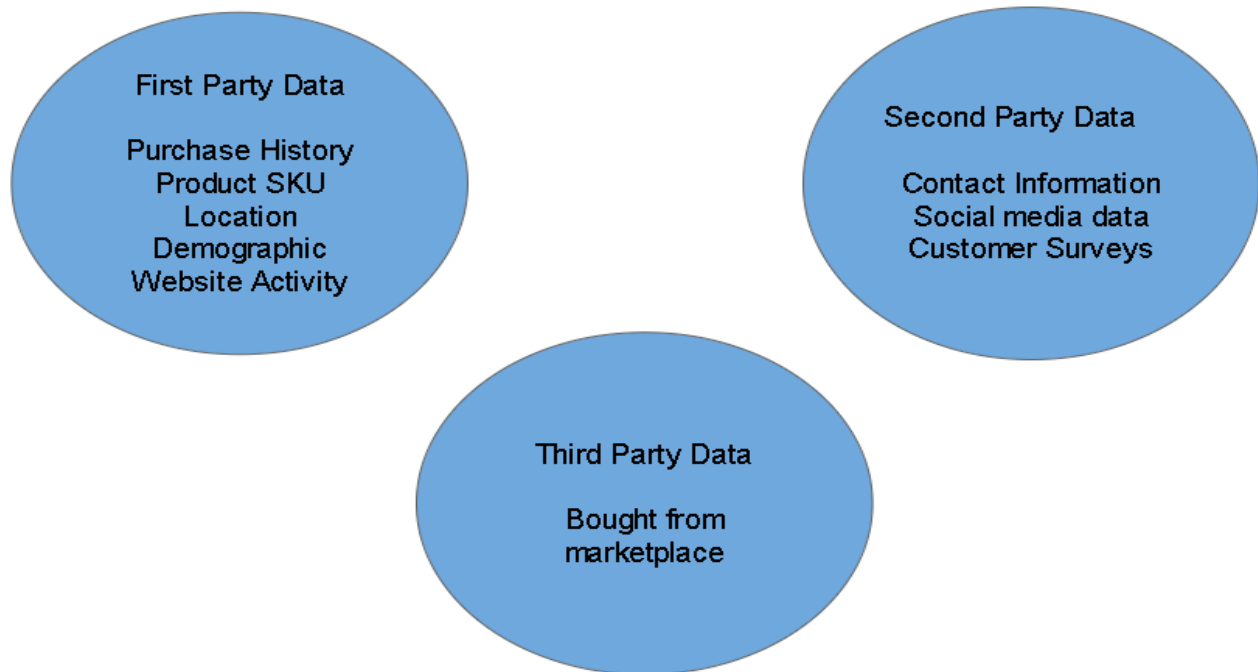 First Party Data
Purchase History
Product SKU
Location
Demographic
Website Activity
Second Party Data
Contact Information
Social media data
Customer Surveys
Third Party Data
Bought from
marketplace